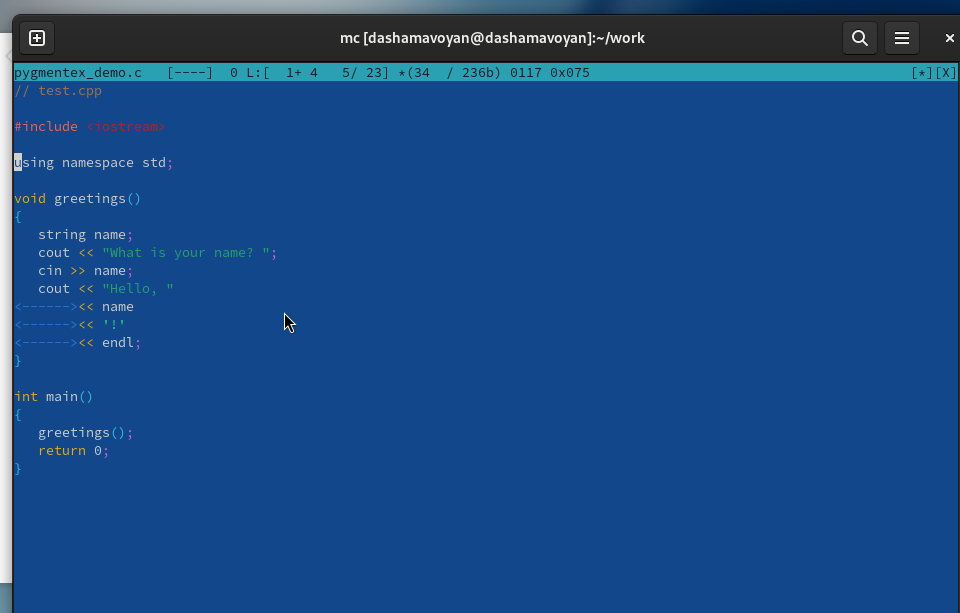 mc [dashamavoyan@dashamavoyan]:~/work
pygmentex_demo.c   [----]  0 L:[  1+ 4   5/ 23] *(34  / 236b) 0117 0x075   [*][X]
// test.cpp
#include <iostream>
using namespace std;
void greetings()
{
   string name;
   cout << "What is your name? ";
   cin >> name;
   cout << "Hello, "
<------><< name
<------><< '!'
<------><< endl;
}
int main()
{
   greetings();
   return 0;
}